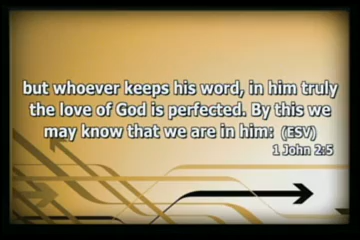 but whoever keeps his word, in him truly
the love of God is perfected. By this we
may know that we are in him: (ESV)
1 John 2:5